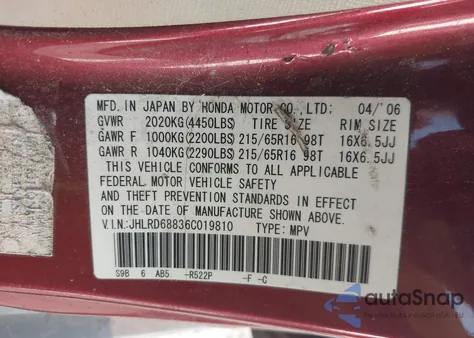 MFD. IN JAPAN BY HONDA MOTOR CO., LTD: 04/'06
GVWR 2020KG(4450LBS) TIRE SIZE RIM SIZE
GAWR F 1000KG(2200LBS) 215/65R16 98T 16X6.5JJ
GAWR R 1040KG(2290LBS) 215/65R16 98T 16X6.5JJ
THIS VEHICLE CONFORMS TO ALL APPLICABLE
FEDERAL MOTOR VEHICLE SAFETY
AND THEFT PREVENTION STANDARDS IN EFFECT ON
THE DATE OF MANUFACTURE SHOWN ABOVE.
V.I.N:JHLRD68836C019810 TYPE: MPV
S9B 6 AB5 -R522P -F -C
autoSnap